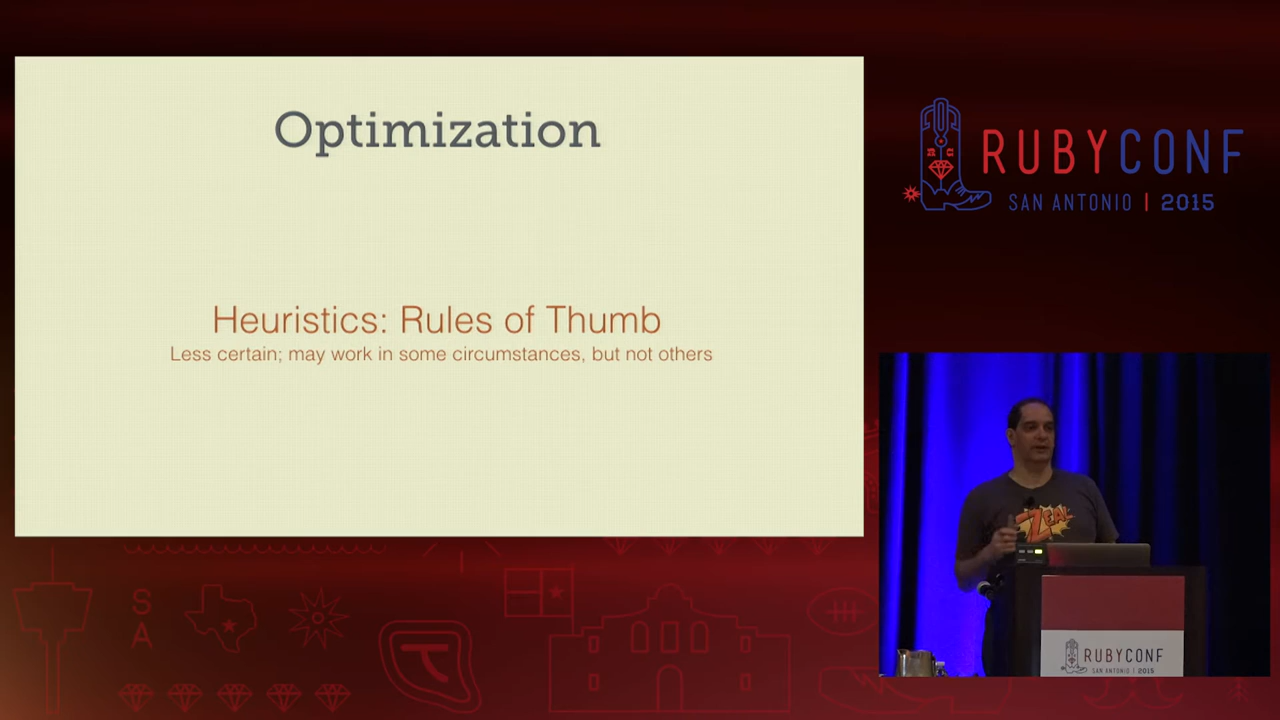 Optimization
Heuristics: Rules of Thumb
Less certain; may work in some circumstances, but not others
RUBYCONF
SAN ANTONIO | 2015
ZEAL
RUBYCONF
SAN ANTONIO | 2015
S
A